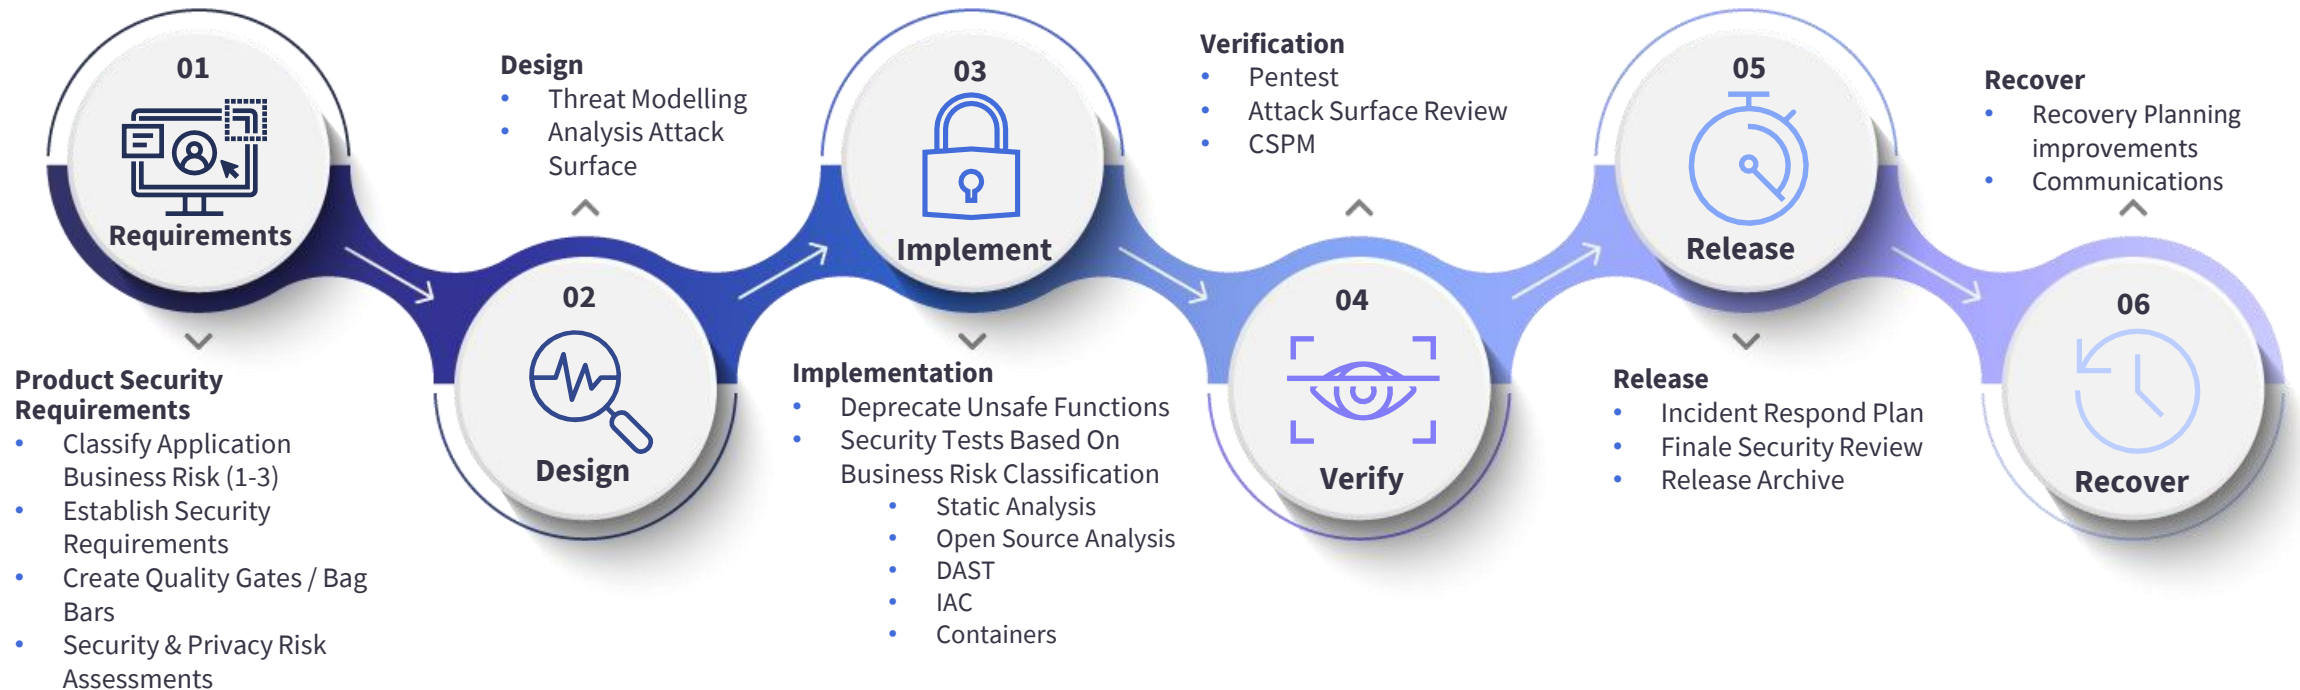 01
Requirements
Product Security
Requirements
• Classify Application
Business Risk (1-3)
• Establish Security
Requirements
• Create Quality Gates / Bag
Bars
• Security & Privacy Risk
Assessments
Design
• Threat Modelling
• Analysis Attack
Surface
02
Design
03
Implement
Implementation
• Deprecate Unsafe Functions
• Security Tests Based On
Business Risk Classification
• Static Analysis
• Open Source Analysis
• DAST
• IAC
• Containers
Verification
• Pentest
• Attack Surface Review
• CSPM
04
Verify
05
Release
Release
• Incident Respond Plan
• Finale Security Review
• Release Archive
Recover
• Recovery Planning
improvements
• Communications
06
Recover